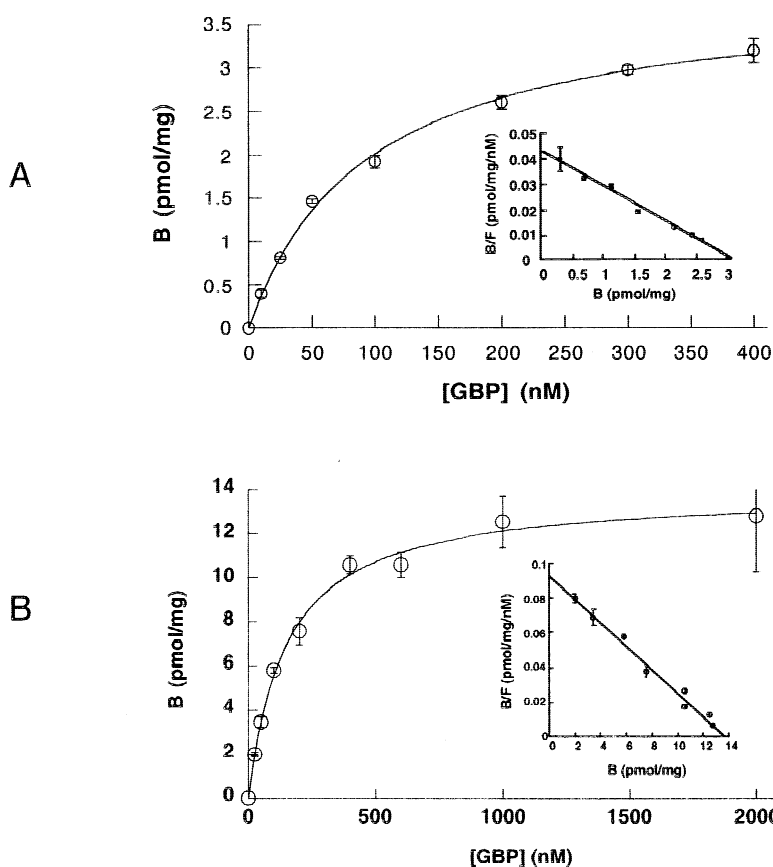 A
B (pmol/mg)
3.5
3
2.5
2
1.5
1
0.5
0
0 50 100 150 200 250 300 350 400
[GBP] (nM)
B/F (pmol/mg/nM)
0.05
0.04
0.03
0.02
0.01
0
0 0.5 1 1.5 2 2.5 3
B (pmol/mg)
B
B (pmol/mg)
14
12
10
8
6
4
2
0
0 500 1000 1500 2000
[GBP] (nM)
B/F (pmol/mg/nM)
0.1
0.08
0.06
0.04
0.02
0
0 2 4 6 8 10 12 14
B (pmol/mg)